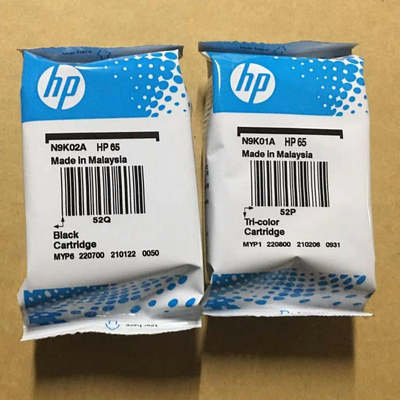 hp
N9K02A HP 65
Made in Malaysia
52Q
Black
Cartridge
MYP6 220700 210122 0050
hp
N9K01A HP 65
Made in Malaysia
52P
Tri-color
Cartridge
MYP1 220800 210206 0931